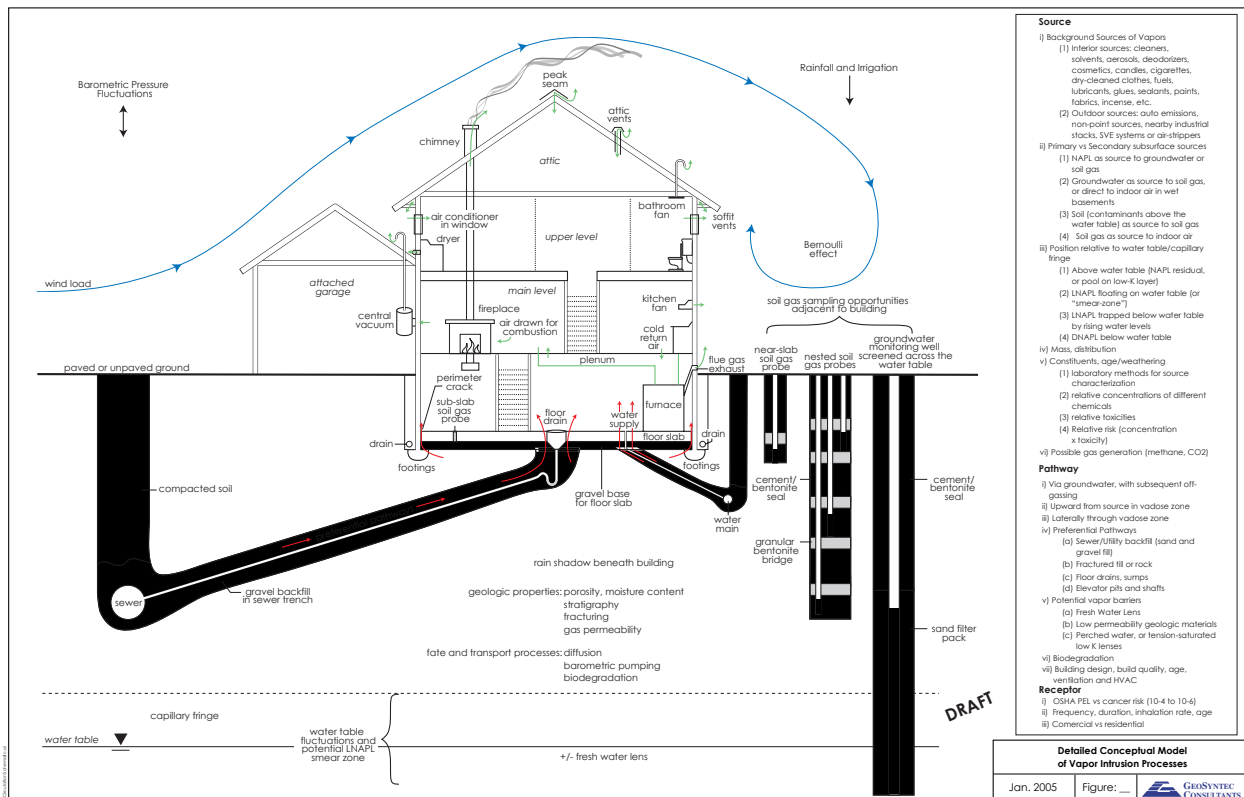 Barometric Pressure
Fluctuations
peak
seam
Rainfall and Irrigation
attic
vents
chimney
attic
air conditioner
in window
bathroom
fan
soffit
vents
dryer
upper level
Bernoulli
effect
wind load
attached
garage
main level
kitchen
fan
soil gas sampling opportunities
adjacent to building
central
vacuum
fireplace
air drawn for
combustion
cold
return
air
near-slab
soil gas
probe
nested soil
gas probes
groundwater
monitoring well
screened across the
water table
plenum
flue gas
exhaust
paved or unpaved ground
perimeter
crack
sub-slab
soil gas
probe
floor
drain
water
supply
furnace
drain
floor slab
drain
footings
footings
compacted soil
gravel base
for floor slab
cement/
bentonite
seal
cement/
bentonite
seal
preferential pathway
water
main
granular
bentonite
bridge
rain shadow beneath building
sewer
gravel backfill
in sewer trench
geologic properties: porosity, moisture content
stratigraphy
fracturing
gas permeability
sand filter
pack
fate and transport processes: diffusion
barometric pumping
biodegradation
DRAFT
capillary fringe
water table
water table
fluctuations and
potential LNAPL
smear zone
+/- fresh water lens
Source
i) Background Sources of Vapors
(1) Interior sources: cleaners,
solvents, aerosols, deodorizers,
cosmetics, candles, cigarettes,
dry-cleaned clothes, fuels,
lubricants, glues, sealants, paints,
fabrics, incense, etc.
(2) Outdoor sources: auto emissions,
non-point sources, nearby industrial
stacks, SVE systems or air-strippers
ii) Primary vs Secondary subsurface sources
(1) NAPL as source to groundwater or
soil gas
(2) Groundwater as source to soil gas,
or direct to indoor air in wet
basements
(3) Soil (contaminants above the
water table) as source to soil gas
(4) Soil gas as source to indoor air
iii) Position relative to water table/capillary
fringe
(1) Above water table (NAPL residual,
or pool on low-K layer)
(2) LNAPL floating on water table (or
"smear-zone")
(3) LNAPL trapped below water table
by rising water levels
(4) DNAPL below water table
iv) Mass, distribution
v) Constituents, age/weathering
(1) laboratory methods for source
characterization
(2) relative concentrations of different
chemicals
(3) relative toxicities
(4) Relative risk (concentration
x toxicity)
vi) Possible gas generation (methane, CO2)
Pathway
i) Via groundwater, with subsequent off-
gassing
ii) Upward from source in vadose zone
iii) Laterally through vadose zone
iv) Preferential Pathways
(a) Sewer/Utility backfill (sand and
gravel fill)
(b) Fractured till or rock
(c) Floor drains, sumps
(d) Elevator pits and shafts
v) Potential vapor barriers
(a) Fresh Water Lens
(b) Low permeability geologic materials
(c) Perched water, or tension-saturated
low K lenses
vi) Biodegradation
vii) Building design, build quality, age,
ventilation and HVAC
Receptor
i) OSHA PEL vs cancer risk (10-4 to 10-6)
ii) Frequency, duration, inhalation rate, age
iii) Comercial vs residential
Detailed Conceptual Model
of Vapor Intrusion Processes
Jan. 2005
Figure: __
GEOSYNTEC
CONSULTANTS